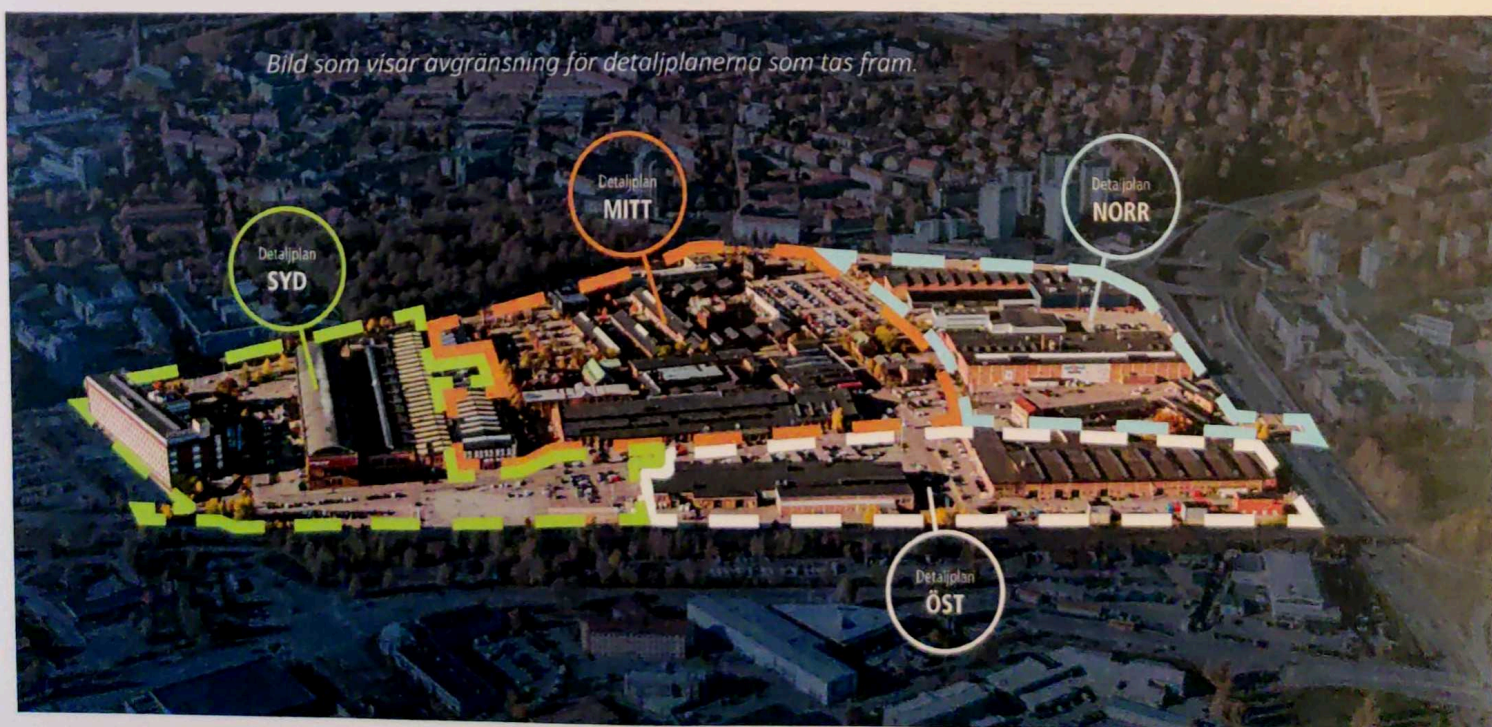 Bild som visar avgränsning för detaljplanerna som tas fram.
Detaljplan
MITT
Detaljplan
NORR
Detaljplan
SYD
Detaljplan
ÖST